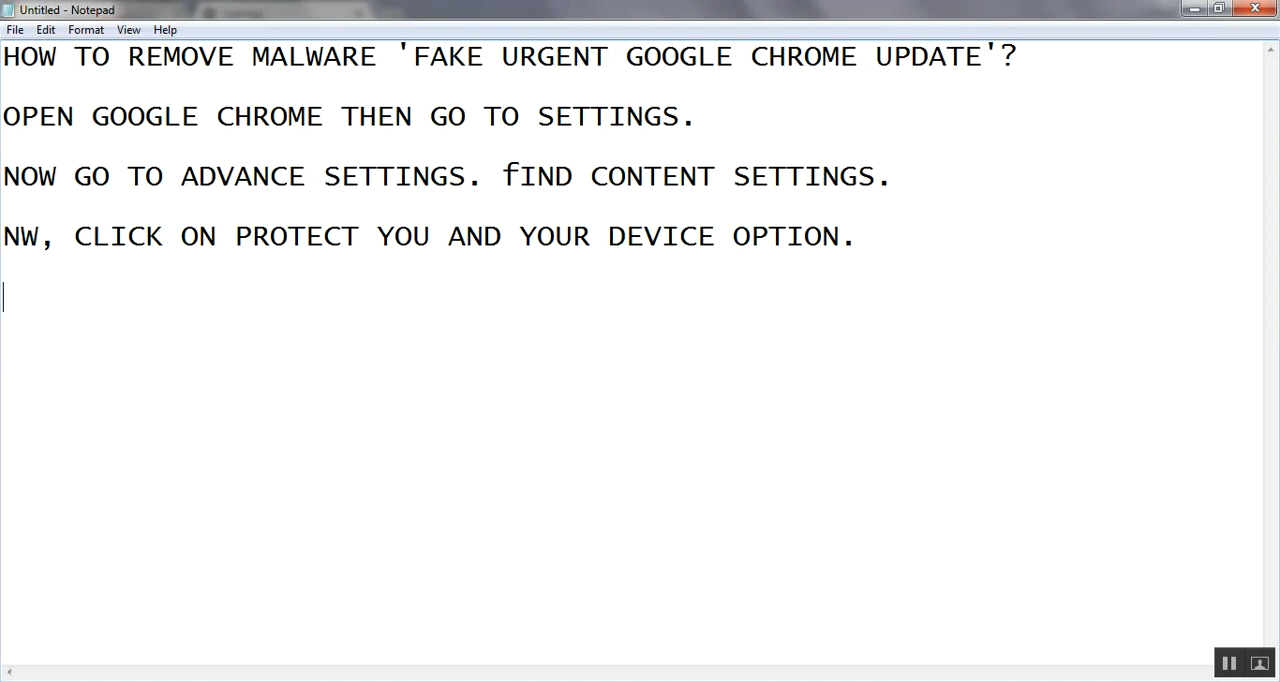 Untitled - Notepad
File Edit Format View Help
HOW TO REMOVE MALWARE 'FAKE URGENT GOOGLE CHROME UPDATE'?
OPEN GOOGLE CHROME THEN GO TO SETTINGS.
NOW GO TO ADVANCE SETTINGS. fIND CONTENT SETTINGS.
NW, CLICK ON PROTECT YOU AND YOUR DEVICE OPTION.